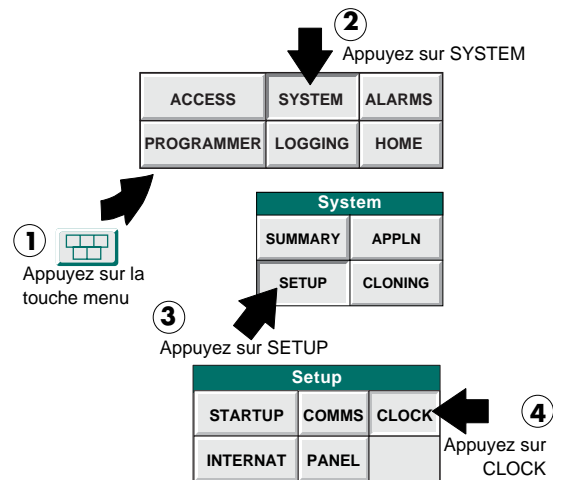 2
Appuyez sur SYSTEM
ACCESS SYSTEM ALARMS
PROGRAMMER LOGGING HOME
1
Appuyez sur la
touche menu
System
SUMMARY APPLN
SETUP CLONING
3
Appuyez sur SETUP
Setup
STARTUP COMMS CLOCK
4
Appuyez sur
CLOCK
INTERNAT PANEL